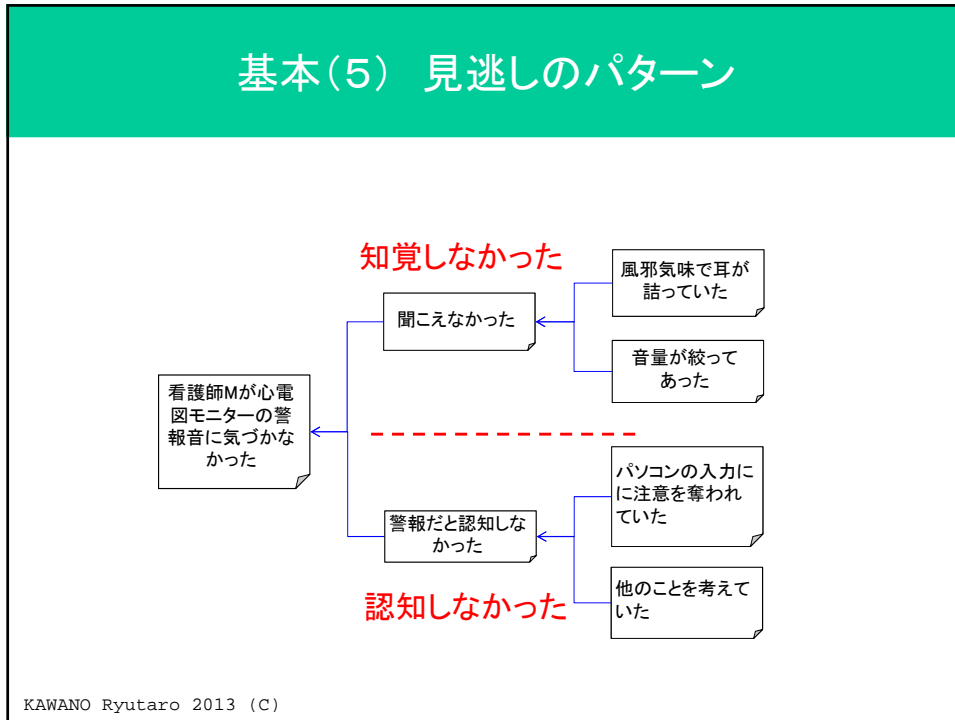 基本（５）　見逃しのパターン
知覚しなかった
風邪気味で耳が
詰っていた
聞こえなかった
音量が絞って
あった
看護師Mが心電
図モニターの警
報音に気づかな
かった
パソコンの入力に
に注意を奪われ
ていた
警報だと認知しな
かった
他のことを考えて
いた
認知しなかった
KAWANO Ryutaro 2013 (C)